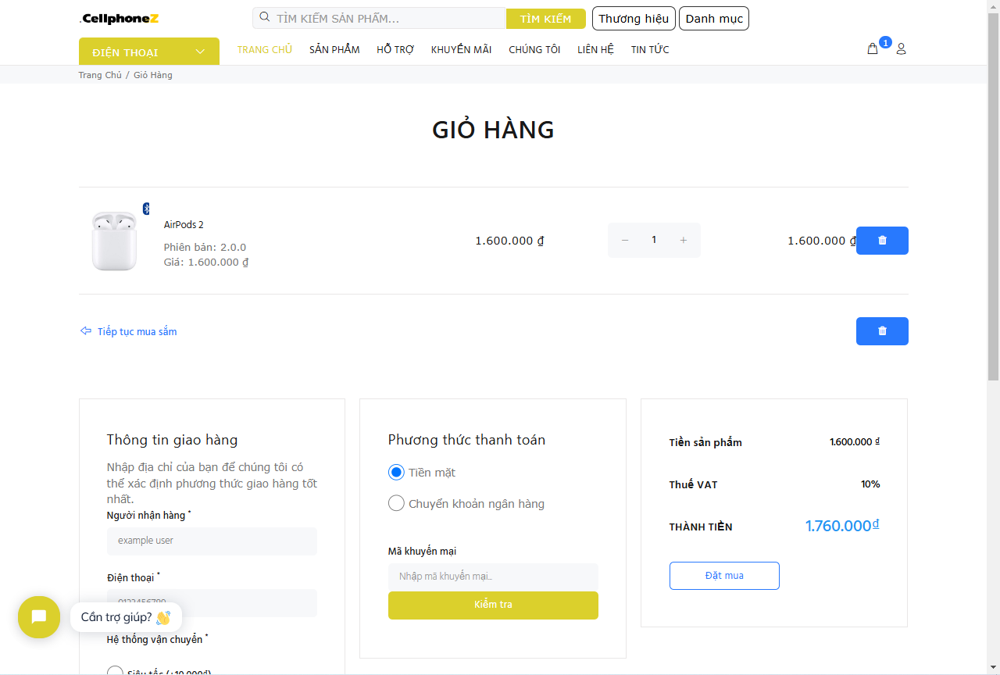 .CellphoneZ
TÌM KIẾM SẢN PHẨM...
TÌM KIẾM
Thương hiệu
Danh mục
ĐIỆN THOẠI
TRANG CHỦ
SẢN PHẨM
HỖ TRỢ
KHUYẾN MÃI
CHÚNG TÔI
LIÊN HỆ
TIN TỨC
1
Trang Chủ / Giỏ Hàng
GIỎ HÀNG
AirPods 2
Phiên bản: 2.0.0
Giá: 1.600.000 ₫
1.600.000 ₫
1
1.600.000 ₫
Tiếp tục mua sắm
Thông tin giao hàng
Nhập địa chỉ của bạn để chúng tôi có
thể xác định phương thức giao hàng tốt
nhất.
Người nhận hàng *
example user
Điện thoại *
0123456789
Hệ thống vận chuyển *
Siêu tốc (+10.000₫)
Phương thức thanh toán
Tiền mặt
Chuyển khoản ngân hàng
Mã khuyến mại
Nhập mã khuyến mại...
Kiểm tra
Tiền sản phẩm
1.600.000 ₫
Thuế VAT
10%
THÀNH TIỀN
1.760.000₫
Đặt mua
Cần trợ giúp? 👋